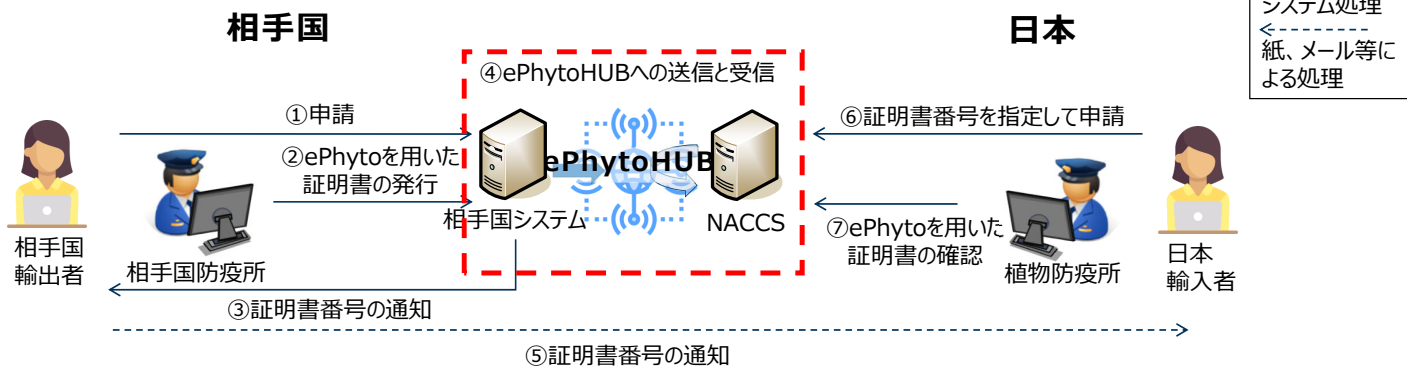 システム処理
紙、メール等に
よる処理
相手国
日本
④ePhytoHUBへの送信と受信
①申請
⑥証明書番号を指定して申請
②ePhytoを用いた
証明書の発行
ePhytoHUB
相手国システム
NACCS
⑦ePhytoを用いた
証明書の確認
相手国
輸出者
相手国防疫所
植物防疫所
日本
輸入者
③証明書番号の通知
⑤証明書番号の通知